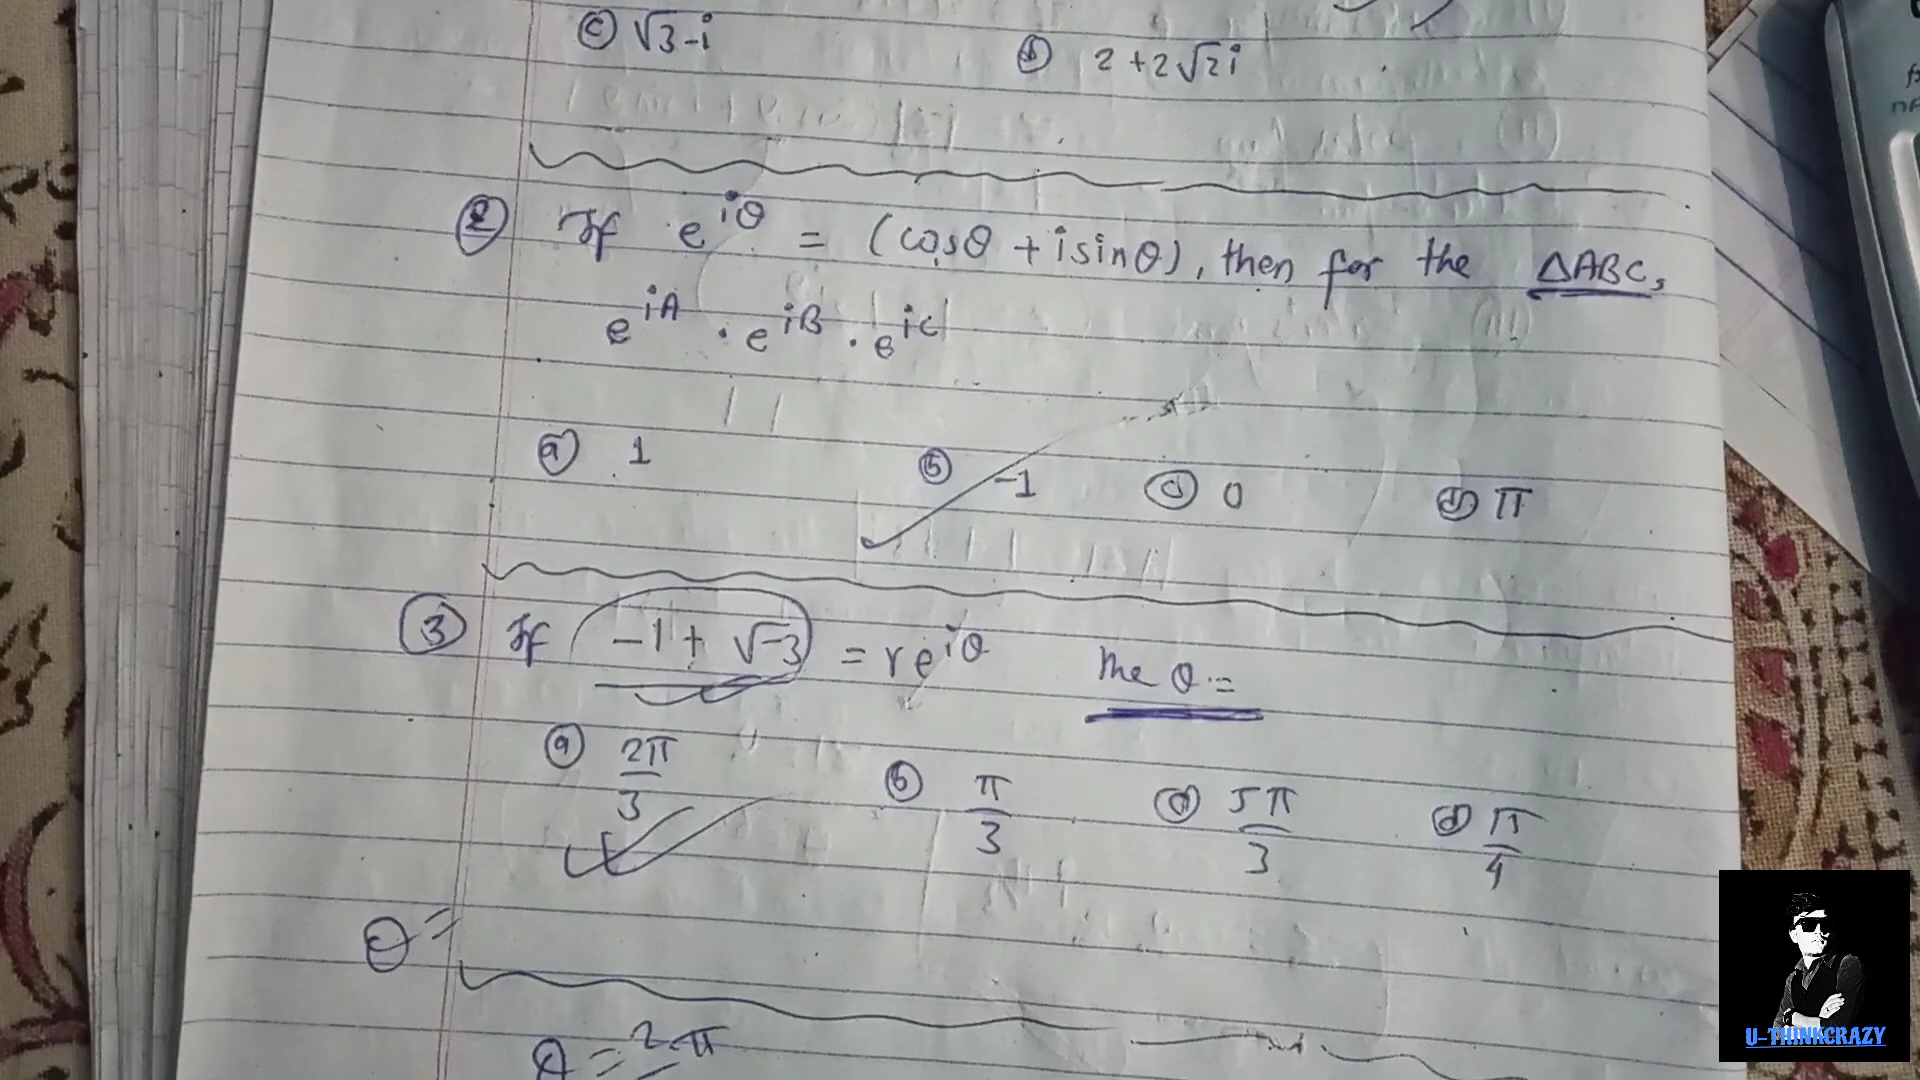 ⓒ √3-i ⓓ 2+2√2i
② If e^iθ = (cosθ + isinθ), then for the △ABC,
e^iA . e^iB . e^ic
ⓐ 1 ⓑ -1 ⓒ 0 ⓓ π
③ If -1+√-3 = re^iθ the θ =
ⓐ 2π/3 ⓑ π/3 ⓒ 5π/3 ⓓ π/4
θ =
θ = 2π
U-THINKCRAZY